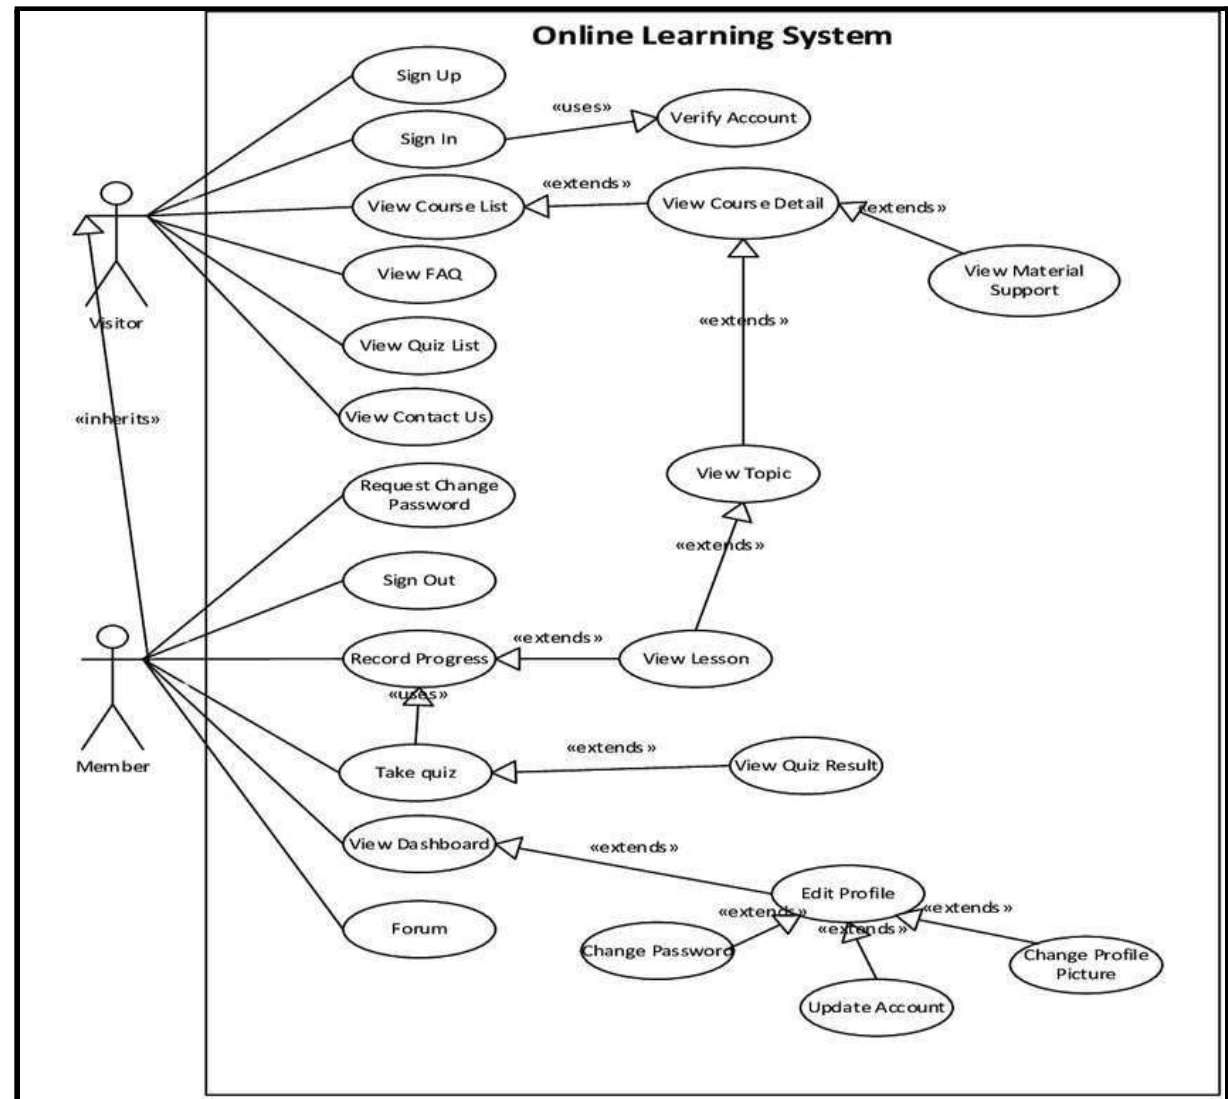 Online Learning System
Sign Up
«uses»
Verify Account
Sign In
«extends»
View Course List
View Course Detail
«extends»
View FAQ
View Material
Support
Visitor
«extends»
View Quiz List
«inherits»
View Contact Us
View Topic
Request Change
Password
«extends»
Sign Out
«extends»
Record Progress
View Lesson
«uses»
«extends»
Member
Take quiz
View Quiz Result
View Dashboard
«extends»
Edit Profile
«extends»
«extends»
«extends»
Forum
Change Password
Change Profile
Picture
Update Account